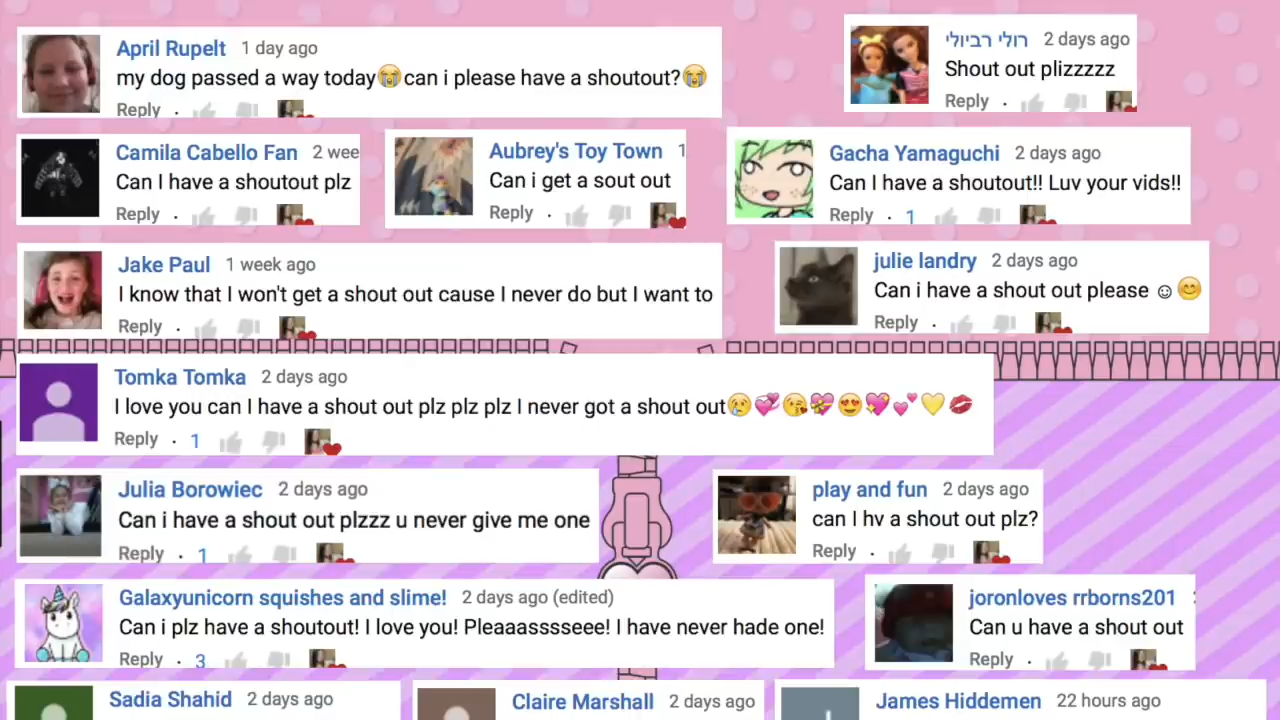 April Rupelt 1 day ago
my dog passed a way today😭can i please have a shoutout?😭
Reply ·
רולי רביולי 2 days ago
Shout out plizzzzz
Reply ·
Camila Cabello Fan 2 wee
Can I have a shoutout plz
Reply ·
Aubrey's Toy Town 1
Can i get a sout out
Reply ·
Gacha Yamaguchi 2 days ago
Can I have a shoutout!! Luv your vids!!
Reply · 1
Jake Paul 1 week ago
I know that I won't get a shout out cause I never do but I want to
Reply ·
julie landry 2 days ago
Can i have a shout out please ☺😊
Reply ·
Tomka Tomka 2 days ago
I love you can I have a shout out plz plz plz I never got a shout out😢💞😘💝😍💖💕💛💋
Reply · 1
Julia Borowiec 2 days ago
Can i have a shout out plzzz u never give me one
Reply · 1
play and fun 2 days ago
can I hv a shout out plz?
Reply ·
Galaxyunicorn squishes and slime! 2 days ago (edited)
Can i plz have a shoutout! I love you! Pleaaasssseee! I have never hade one!
Reply · 3
joronloves rrborns201
Can u have a shout out
Reply ·
Sadia Shahid 2 days ago
Claire Marshall 2 days ago
James Hiddemen 22 hours ago